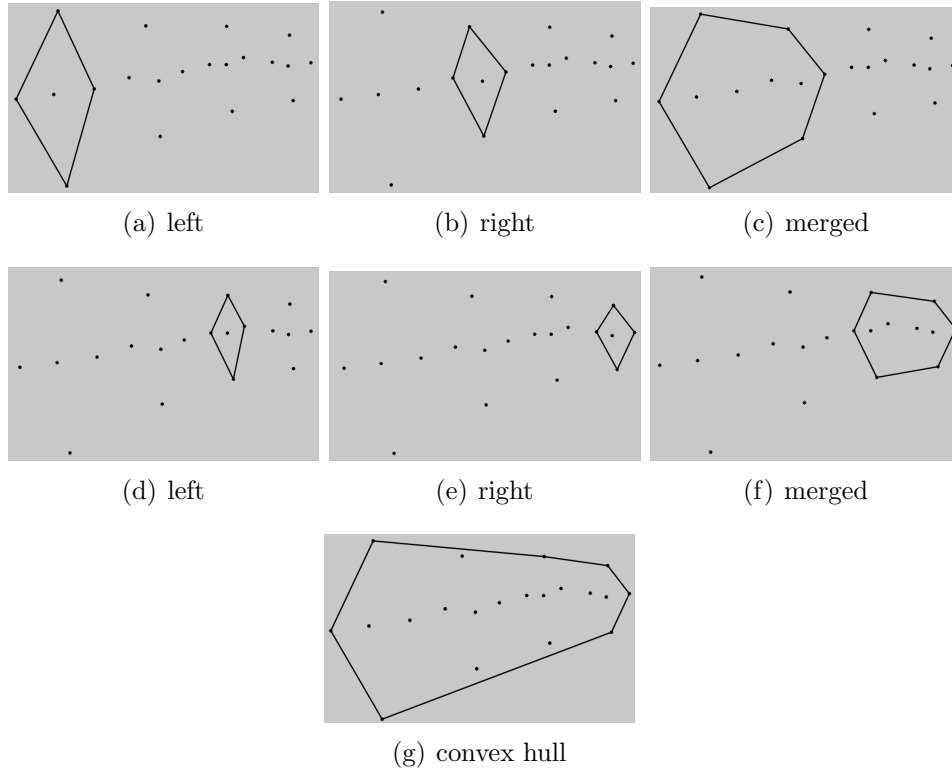 (a) left
(b) right
(c) merged
(d) left
(e) right
(f) merged
(g) convex hull